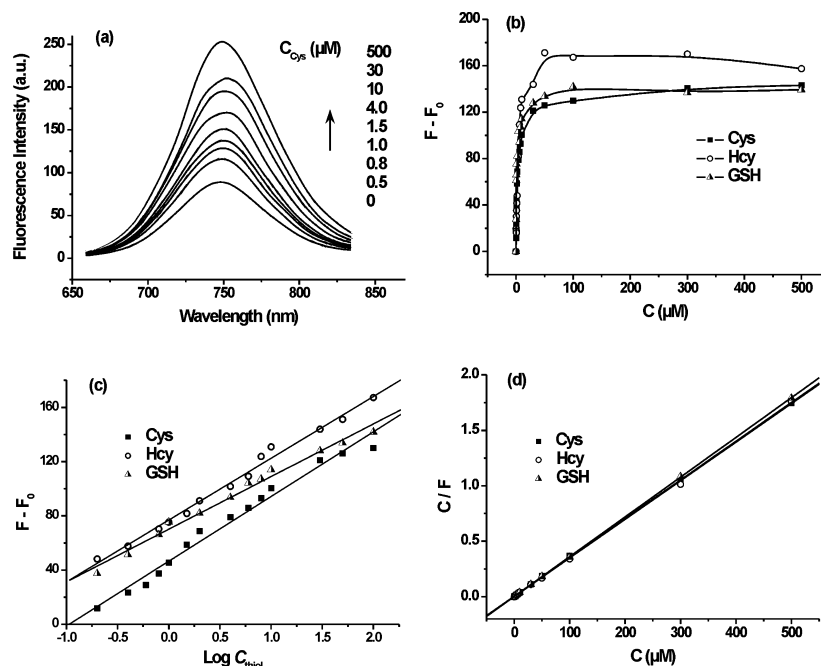 (a)
C_Cys (µM)
500
30
10
4.0
1.5
1.0
0.8
0.5
0
250
200
150
100
50
0
Fluorescence Intensity (a.u.)
650 700 750 800 850
Wavelength (nm)
(b)
200
160
120
80
40
0
F - F₀
Cys
Hcy
GSH
0 100 200 300 400 500
C (µM)
(c)
160
120
80
40
0
F - F₀
Cys
Hcy
GSH
-1.0 -0.5 0.0 0.5 1.0 1.5 2.0
Log C_thiol
(d)
2.0
1.5
1.0
0.5
0.0
C / F
Cys
Hcy
GSH
0 100 200 300 400 500
C (µM)